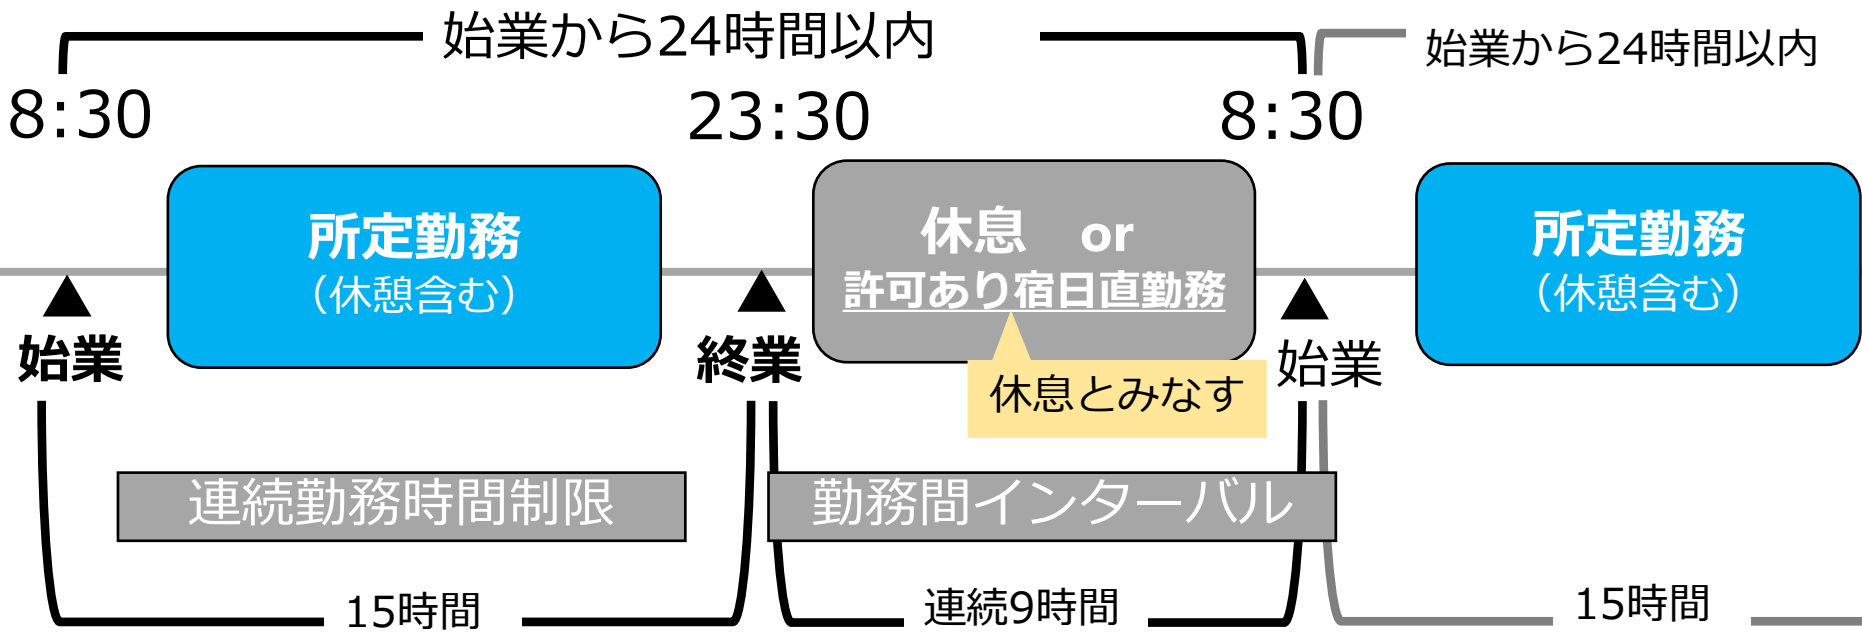 始業から24時間以内
始業から24時間以内
8:30
23:30
8:30
所定勤務
（休憩含む）
休息　or
許可あり宿日直勤務
所定勤務
（休憩含む）
休息とみなす
始業
終業
始業
連続勤務時間制限
勤務間インターバル
15時間
連続9時間
15時間